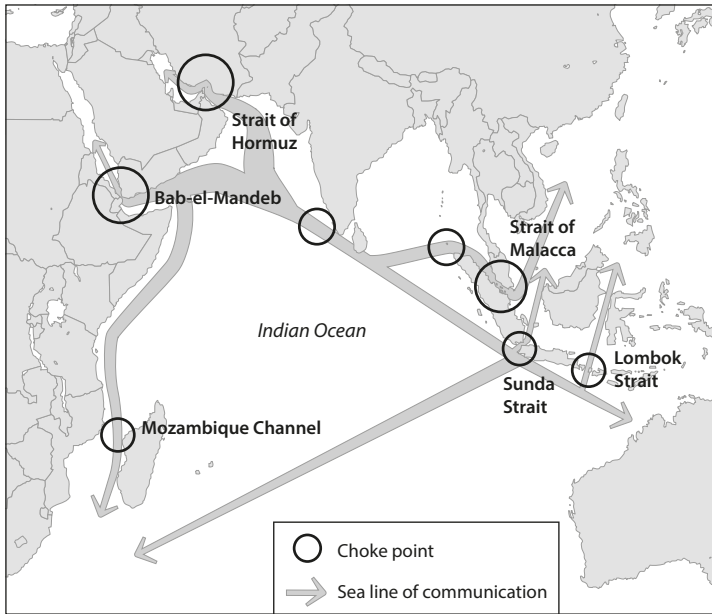 Strait of
Hormuz
Bab-el-Mandeb
Strait of
Malacca
Indian Ocean
Lombok
Strait
Sunda
Strait
Mozambique Channel
Choke point
Sea line of communication